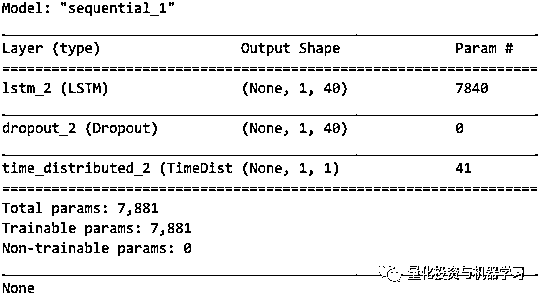 Model: "sequential_1"
Layer (type) Output Shape Param #
lstm_2 (LSTM) (None, 1, 40) 7840
dropout_2 (Dropout) (None, 1, 40) 0
time_distributed_2 (TimeDist (None, 1, 1) 41
Total params: 7,881
Trainable params: 7,881
Non-trainable params: 0
量化投资与机器学习
None